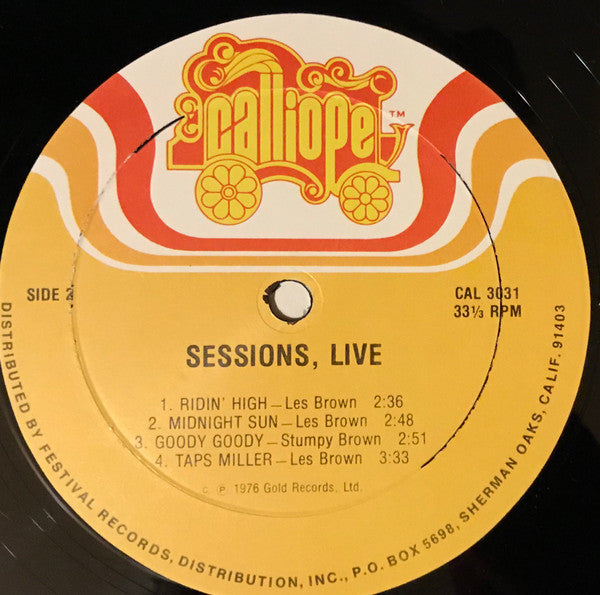 calliope TM
SIDE 2
CAL 3031
33⅓ RPM
SESSIONS, LIVE
1. RIDIN' HIGH – Les Brown 2:36
2. MIDNIGHT SUN – Les Brown 2:48
3. GOODY GOODY – Stumpy Brown 2:51
4. TAPS MILLER – Les Brown 3:33
© ℗ 1976 Gold Records, Ltd.
DISTRIBUTED BY FESTIVAL RECORDS, DISTRIBUTION, INC., P.O. BOX 5698, SHERMAN OAKS, CALIF. 91403